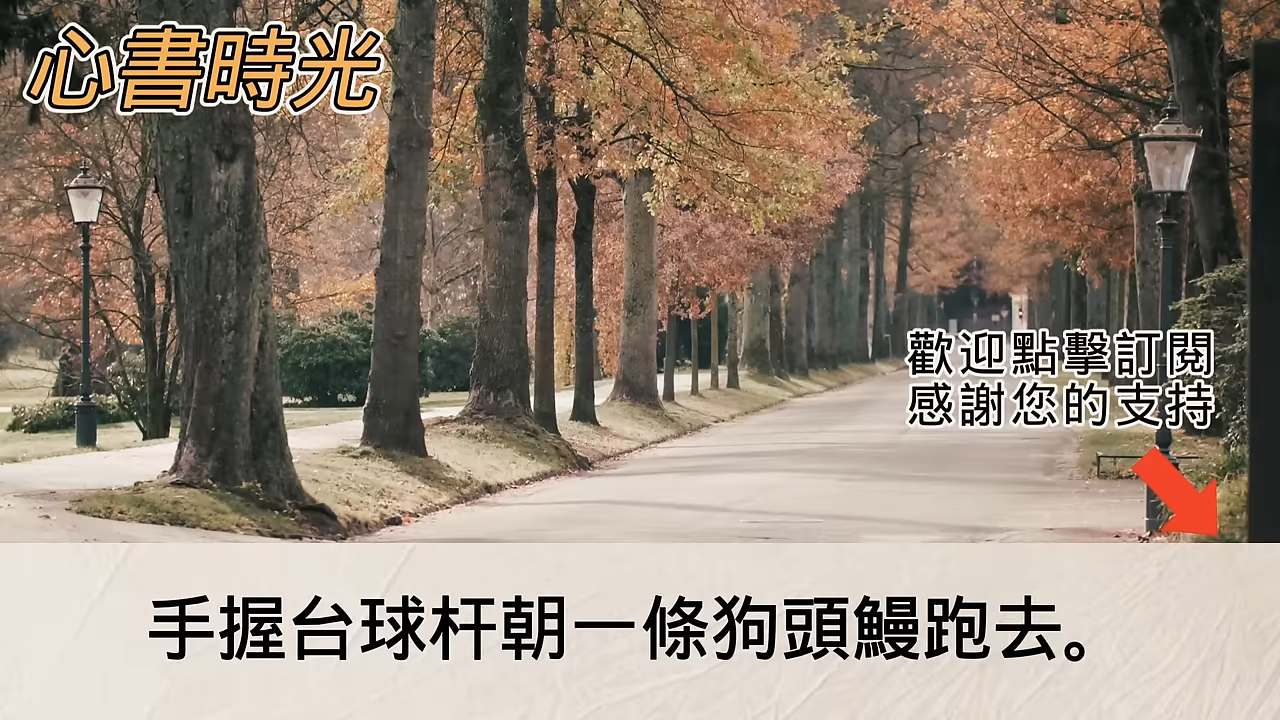 心書時光
歡迎點擊訂閱
感謝您的支持
手握台球杆朝一條狗頭鰻跑去。